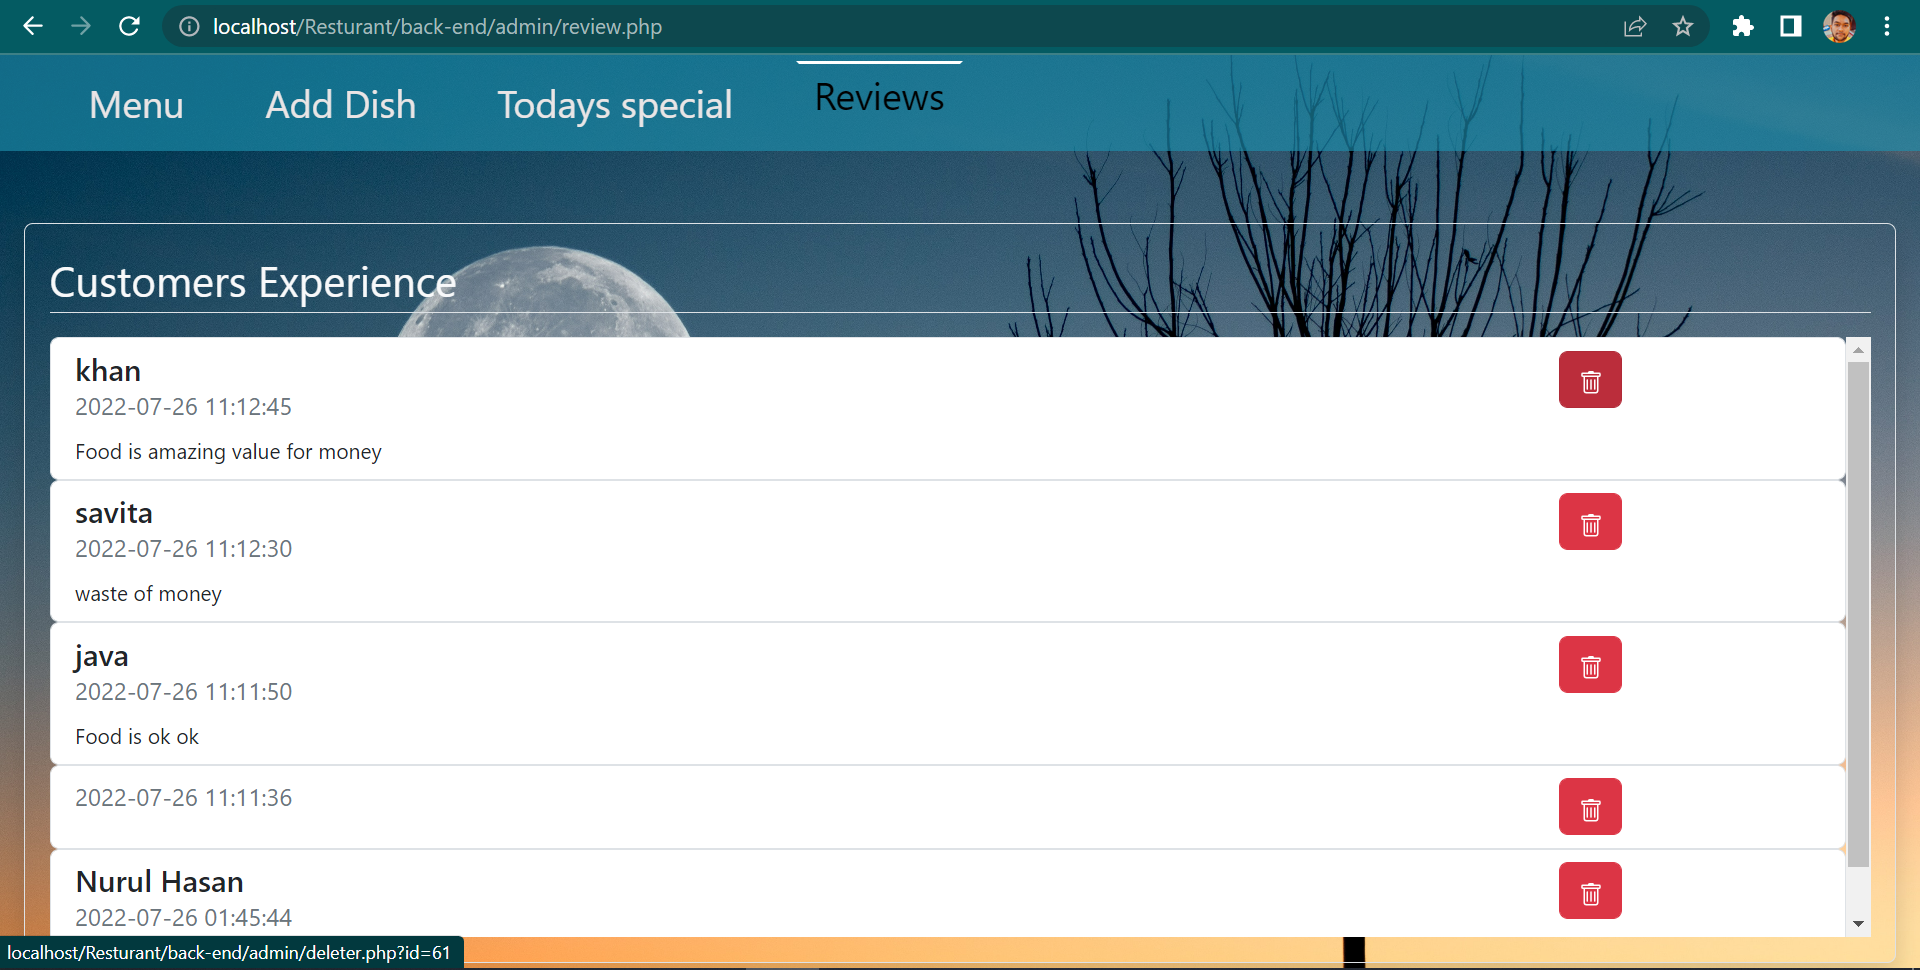 localhost/Resturant/back-end/admin/review.php
Menu Add Dish Todays special Reviews
Customers Experience
khan
2022-07-26 11:12:45
Food is amazing value for money
savita
2022-07-26 11:12:30
waste of money
java
2022-07-26 11:11:50
Food is ok ok
2022-07-26 11:11:36
Nurul Hasan
2022-07-26 01:45:44
localhost/Resturant/back-end/admin/deleter.php?id=61